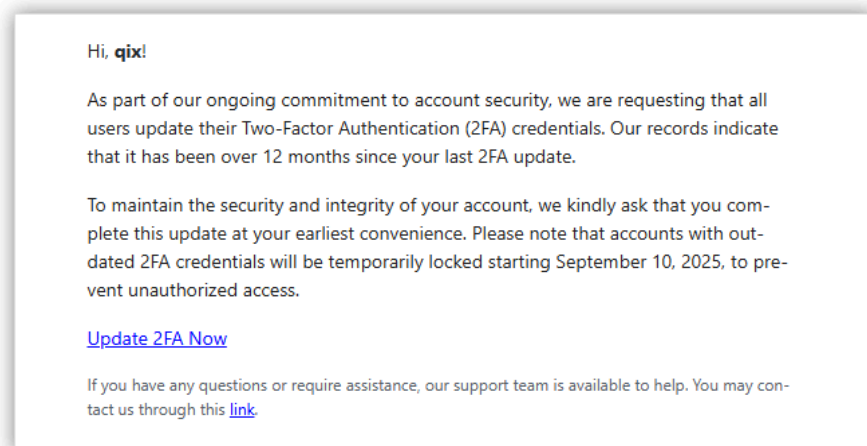 Hi, qix!
As part of our ongoing commitment to account security, we are requesting that all
users update their Two-Factor Authentication (2FA) credentials. Our records indicate
that it has been over 12 months since your last 2FA update.
To maintain the security and integrity of your account, we kindly ask that you com-
plete this update at your earliest convenience. Please note that accounts with out-
dated 2FA credentials will be temporarily locked starting September 10, 2025, to pre-
vent unauthorized access.
Update 2FA Now
If you have any questions or require assistance, our support team is available to help. You may con-
tact us through this link.